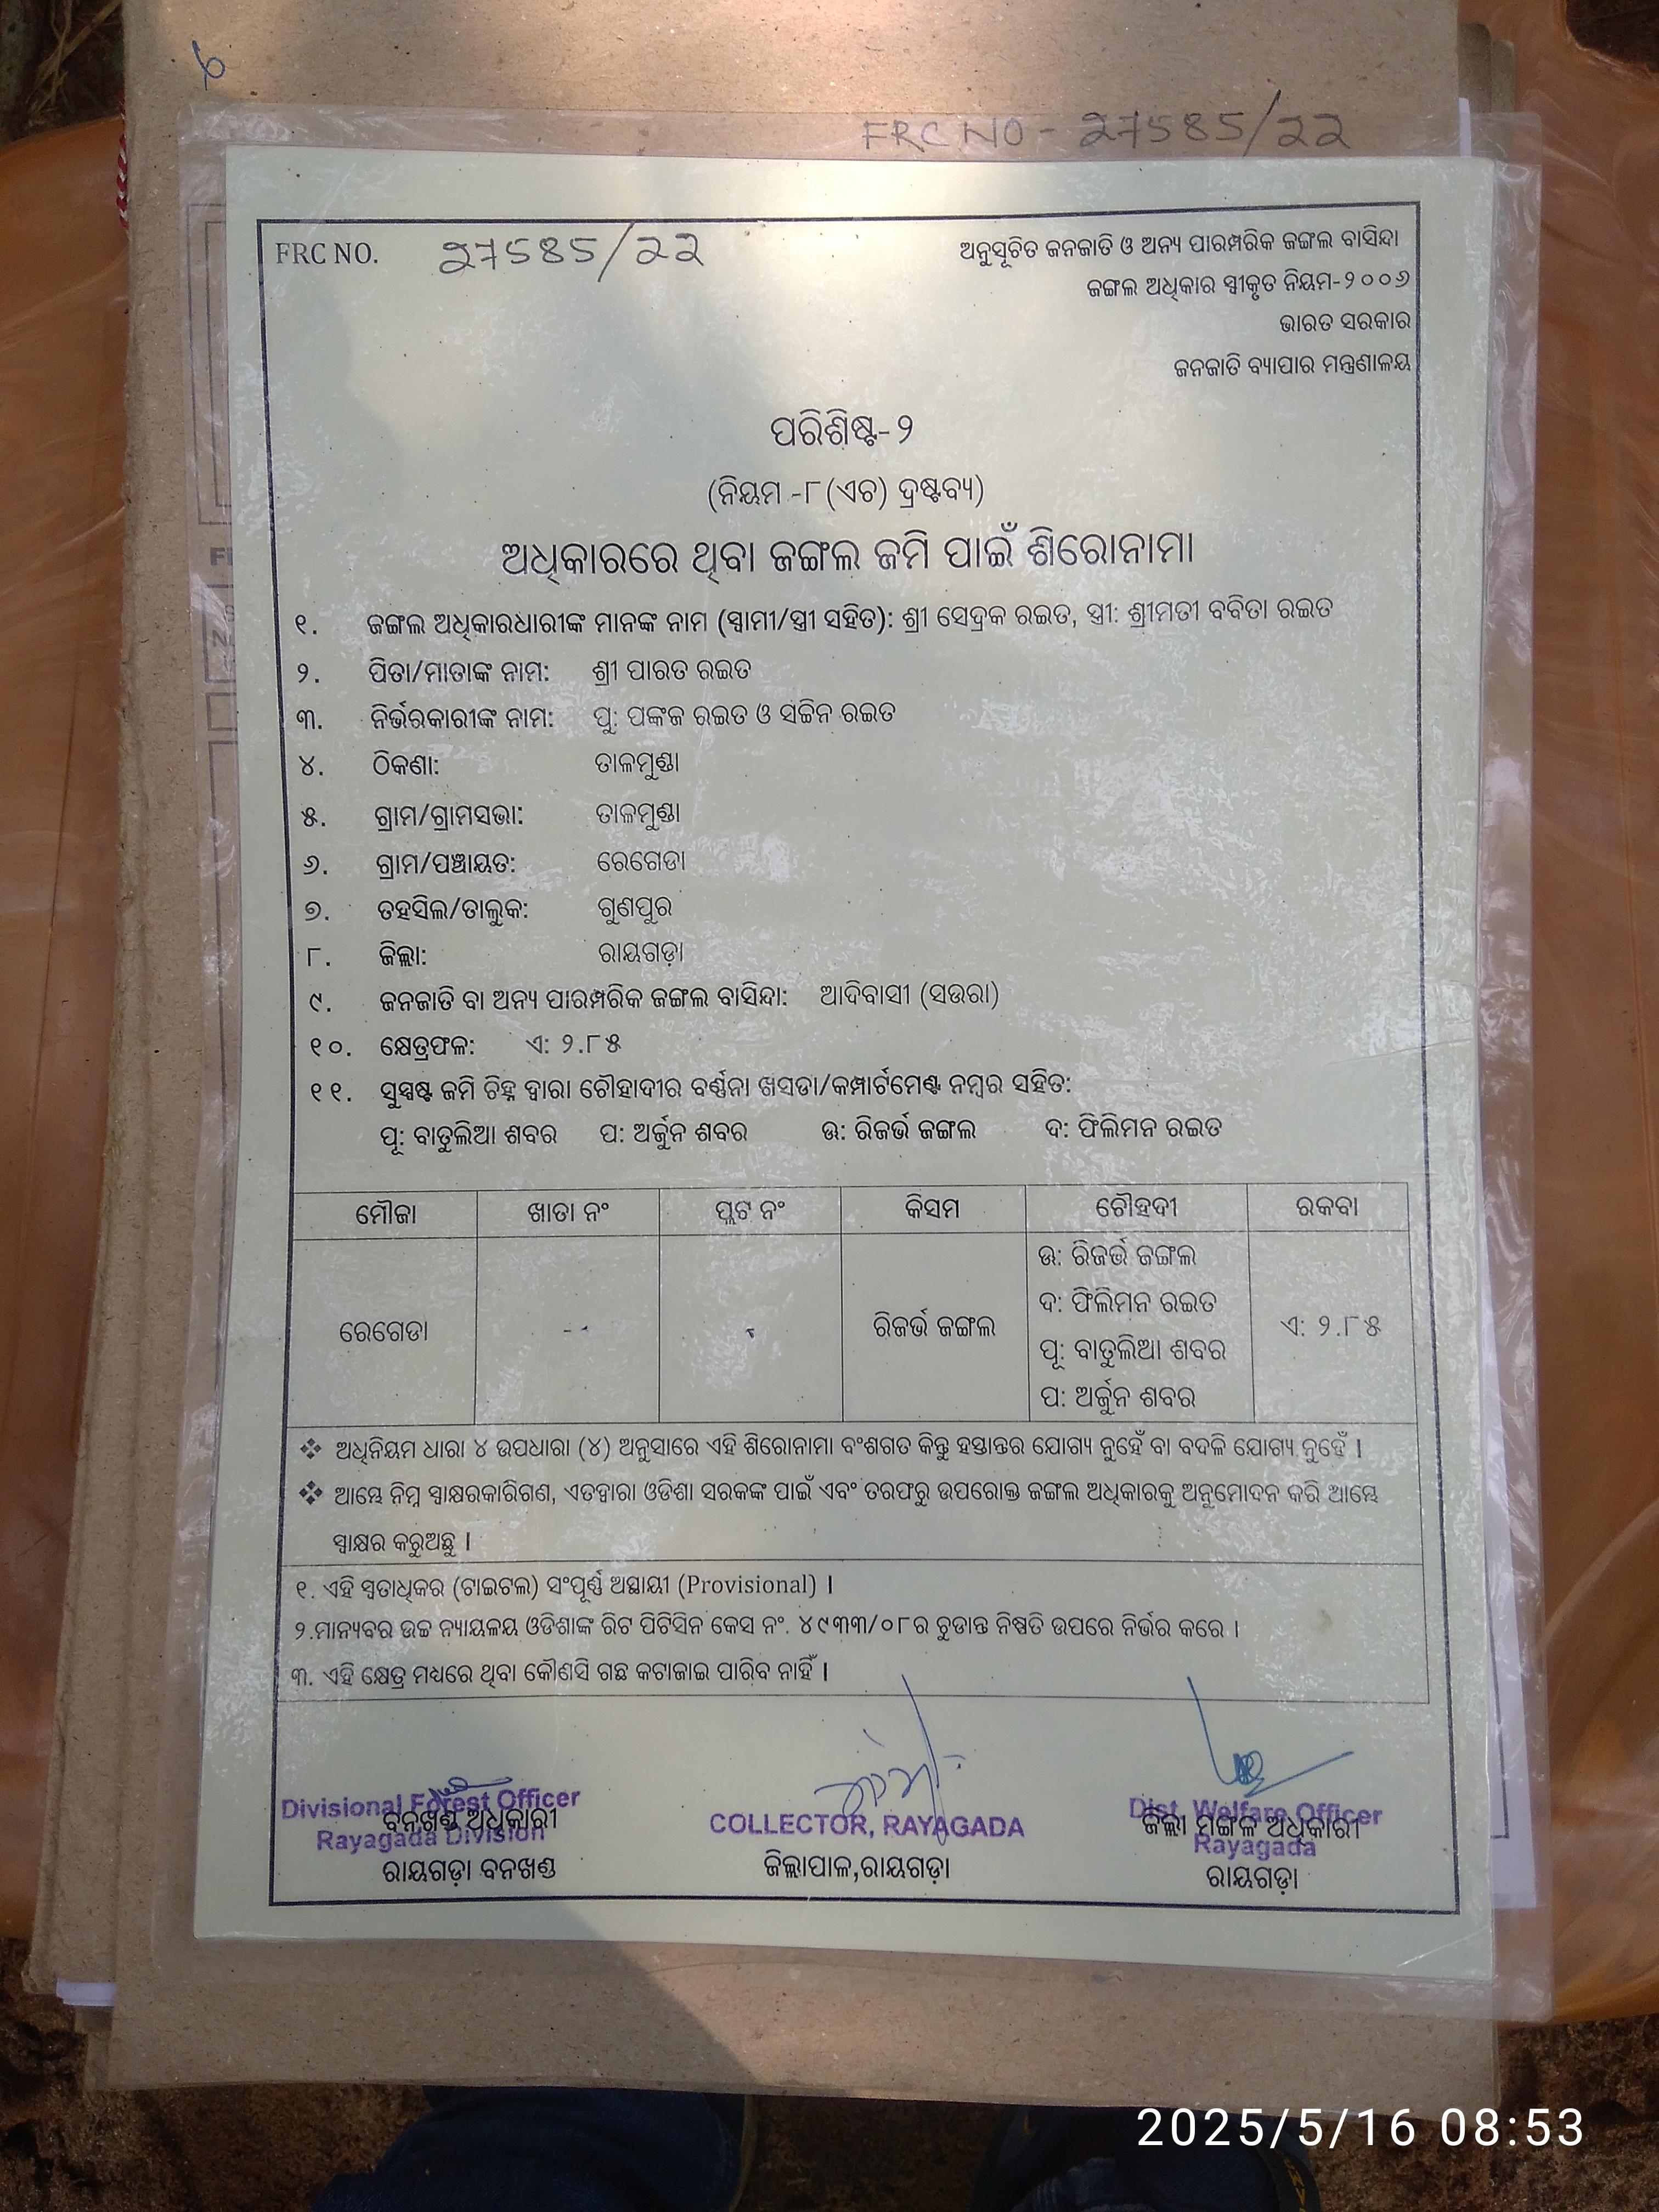 FRC NO - 27585/22
FRC NO. 27585/22
ଅନୁସୂଚିତ ଜନଜାତି ଓ ଅନ୍ୟ ପାରମ୍ପରିକ ଜଙ୍ଗଲ ବାସିନ୍ଦା
ଜଙ୍ଗଲ ଅଧିକାର ସ୍ୱୀକୃତ ନିୟମ-୨୦୦୬
ଭାରତ ସରକାର
ଜନଜାତି ବ୍ୟାପାର ମନ୍ତ୍ରଣାଳୟ
ପରିଶିଷ୍ଟ-୨
(ନିୟମ -୮(ଏଚ) ଦ୍ରଷ୍ଟବ୍ୟ)
ଅଧିକାରରେ ଥିବା ଜଙ୍ଗଲ ଜମି ପାଇଁ ଶିରୋନାମା
୧. ଜଙ୍ଗଲ ଅଧିକାରଧାରୀଙ୍କ ମାନଙ୍କ ନାମ (ସ୍ୱାମୀ/ସ୍ତ୍ରୀ ସହିତ): ଶ୍ରୀ ସେଦ୍ରକ ରଇତ, ସ୍ତ୍ରୀ: ଶ୍ରୀମତୀ ବବିତା ରଇତ
୨. ପିତା/ମାତାଙ୍କ ନାମ: ଶ୍ରୀ ପାରତ ରଇତ
୩. ନିର୍ଭରକାରୀଙ୍କ ନାମ: ପୁ: ପଙ୍କଜ ରଇତ ଓ ସଚ୍ଚିନ ରଇତ
୪. ଠିକଣା: ତାଳମୁଣ୍ଡା
୫. ଗ୍ରାମ/ଗ୍ରାମସଭା: ତାଳମୁଣ୍ଡା
୬. ଗ୍ରାମ/ପଞ୍ଚାୟତ: ରେଗେଡା
୭. ତହସିଲ/ତାଲୁକ: ଗୁଣପୁର
୮. ଜିଲ୍ଲା: ରାୟଗଡ଼ା
୯. ଜନଜାତି ବା ଅନ୍ୟ ପାରମ୍ପରିକ ଜଙ୍ଗଲ ବାସିନ୍ଦା: ଆଦିବାସୀ (ସଉରା)
୧୦. କ୍ଷେତ୍ରଫଳ: ଏ: ୨.୮୫
୧୧. ସୁସ୍ପଷ୍ଟ ଜମି ଚିହ୍ନ ଦ୍ୱାରା ଚୌହାଦୀର ବର୍ଣ୍ଣନା ଖସଡା/କମ୍ପାର୍ଟମେଣ୍ଟ ନମ୍ବର ସହିତ:
ପୂ: ବାତୁଲିଆ ଶବର ପ: ଅର୍ଜୁନ ଶବର ଊ: ରିଜର୍ଭ ଜଙ୍ଗଲ ଦ: ଫିଲିମନ ରଇତ
ମୌଜା ଖାତା ନଂ ପ୍ଲଟ ନଂ କିସମ ଚୌହଦୀ ରକବା
ରେଗେଡା - - ରିଜର୍ଭ ଜଙ୍ଗଲ ଊ: ରିଜର୍ଭ ଜଙ୍ଗଲ ଏ: ୨.୮୫
ଦ: ଫିଲିମନ ରଇତ
ପୂ: ବାତୁଲିଆ ଶବର
ପ: ଅର୍ଜୁନ ଶବର
❖ ଅଧିନିୟମ ଧାରା ୪ ଉପଧାରା (୪) ଅନୁସାରେ ଏହି ଶିରୋନାମା ବଂଶଗତ କିନ୍ତୁ ହସ୍ତାନ୍ତର ଯୋଗ୍ୟ ନୁହେଁ ବା ବଦଳି ଯୋଗ୍ୟ ନୁହେଁ ।
❖ ଆମ୍ଭେ ନିମ୍ନ ସ୍ୱାକ୍ଷରକାରିଗଣ, ଏତଦ୍ୱାରା ଓଡିଶା ସରକଙ୍କ ପାଇଁ ଏବଂ ତରଫରୁ ଉପରୋକ୍ତ ଜଙ୍ଗଲ ଅଧିକାରକୁ ଅନୁମୋଦନ କରି ଆମ୍ଭେ
ସ୍ୱାକ୍ଷର କରୁଅଛୁ ।
୧. ଏହି ସ୍ୱତାଧିକର (ଟାଇଟଲ) ସଂପୂର୍ଣ୍ଣ ଅସ୍ଥାୟୀ (Provisional) ।
୨.ମାନ୍ୟବର ଉଚ୍ଚ ନ୍ୟାୟଳୟ ଓଡିଶାଙ୍କ ରିଟ ପିଟିସିନ କେସ ନଂ. ୪୯୩୩/୦୮ର ଚୁଡାନ୍ତ ନିଷ୍ପତି ଉପରେ ନିର୍ଭର କରେ ।
୩. ଏହି କ୍ଷେତ୍ର ମଧ୍ୟରେ ଥିବା କୌଣସି ଗଛ କଟାଜାଇ ପାରିବ ନାହିଁ ।
Divisional Forest Officer
ବନଖଣ୍ଡ ଅଧିକାରୀ
Rayagada Division
ରାୟଗଡ଼ା ବନଖଣ୍ଡ
COLLECTOR, RAYAGADA
ଜିଲ୍ଲାପାଳ,ରାୟଗଡ଼ା
Dist. Welfare Officer
ଜିଲ୍ଲା ମଙ୍ଗଳ ଅଧିକାରୀ
Rayagada
ରାୟଗଡ଼ା
2025/5/16 08:53